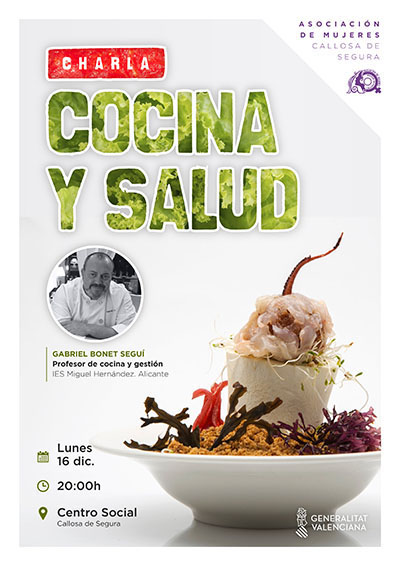 ASOCIACIÓN
DE MUJERES
CALLOSA DE
SEGURA
CHARLA
COCINA
Y SALUD
GABRIEL BONET SEGUÍ
Profesor de cocina y gestión
IES Miguel Hernández. Alicante
Lunes
16 dic.
20:00h
Centro Social
Callosa de Segura
GENERALITAT
VALENCIANA